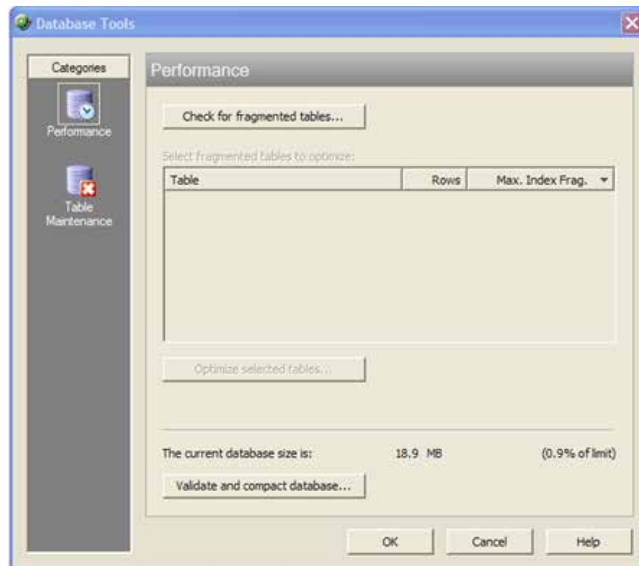 Database Tools
Categories
Performance
Table
Maintenance
Performance
Check for fragmented tables...
Select fragmented tables to optimize:
Table Rows Max. Index Frag.
Optimize selected tables...
The current database size is: 18.9 MB (0.9% of limit)
Validate and compact database...
OK Cancel Help